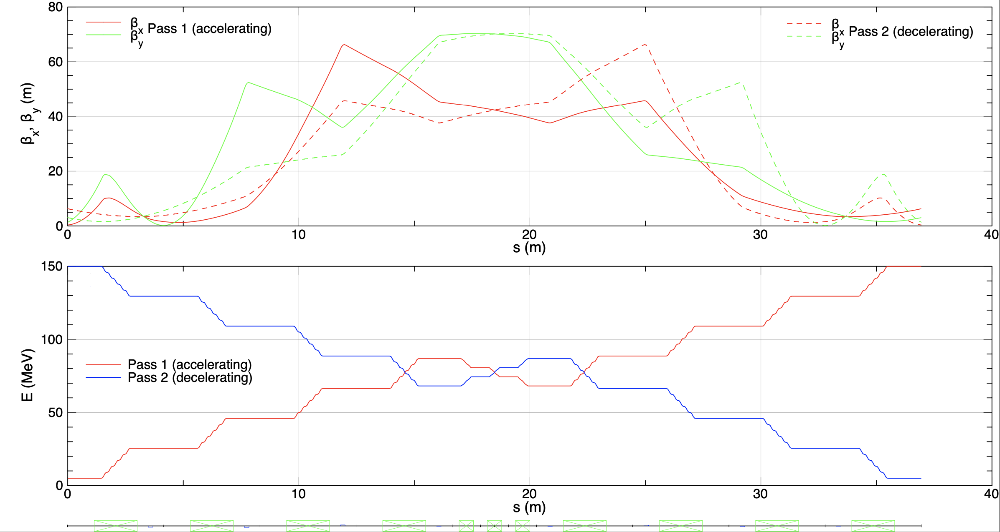 80
60
40
20
0
βx, βy (m)
βx Pass 1 (accelerating)
βy
βx Pass 2 (decelerating)
βy
0 10 20 30 40
s (m)
150
100
50
0
E (MeV)
Pass 1 (accelerating)
Pass 2 (decelerating)
0 10 20 30 40
s (m)